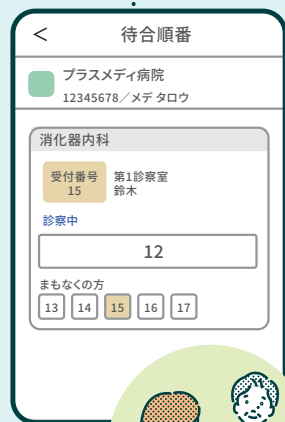 < 待合順番
プラスメディ病院
12345678／メデ タロウ
消化器内科
受付番号
15
第1診察室
鈴木
診察中
12
まもなくの方
13 14 15 16 17